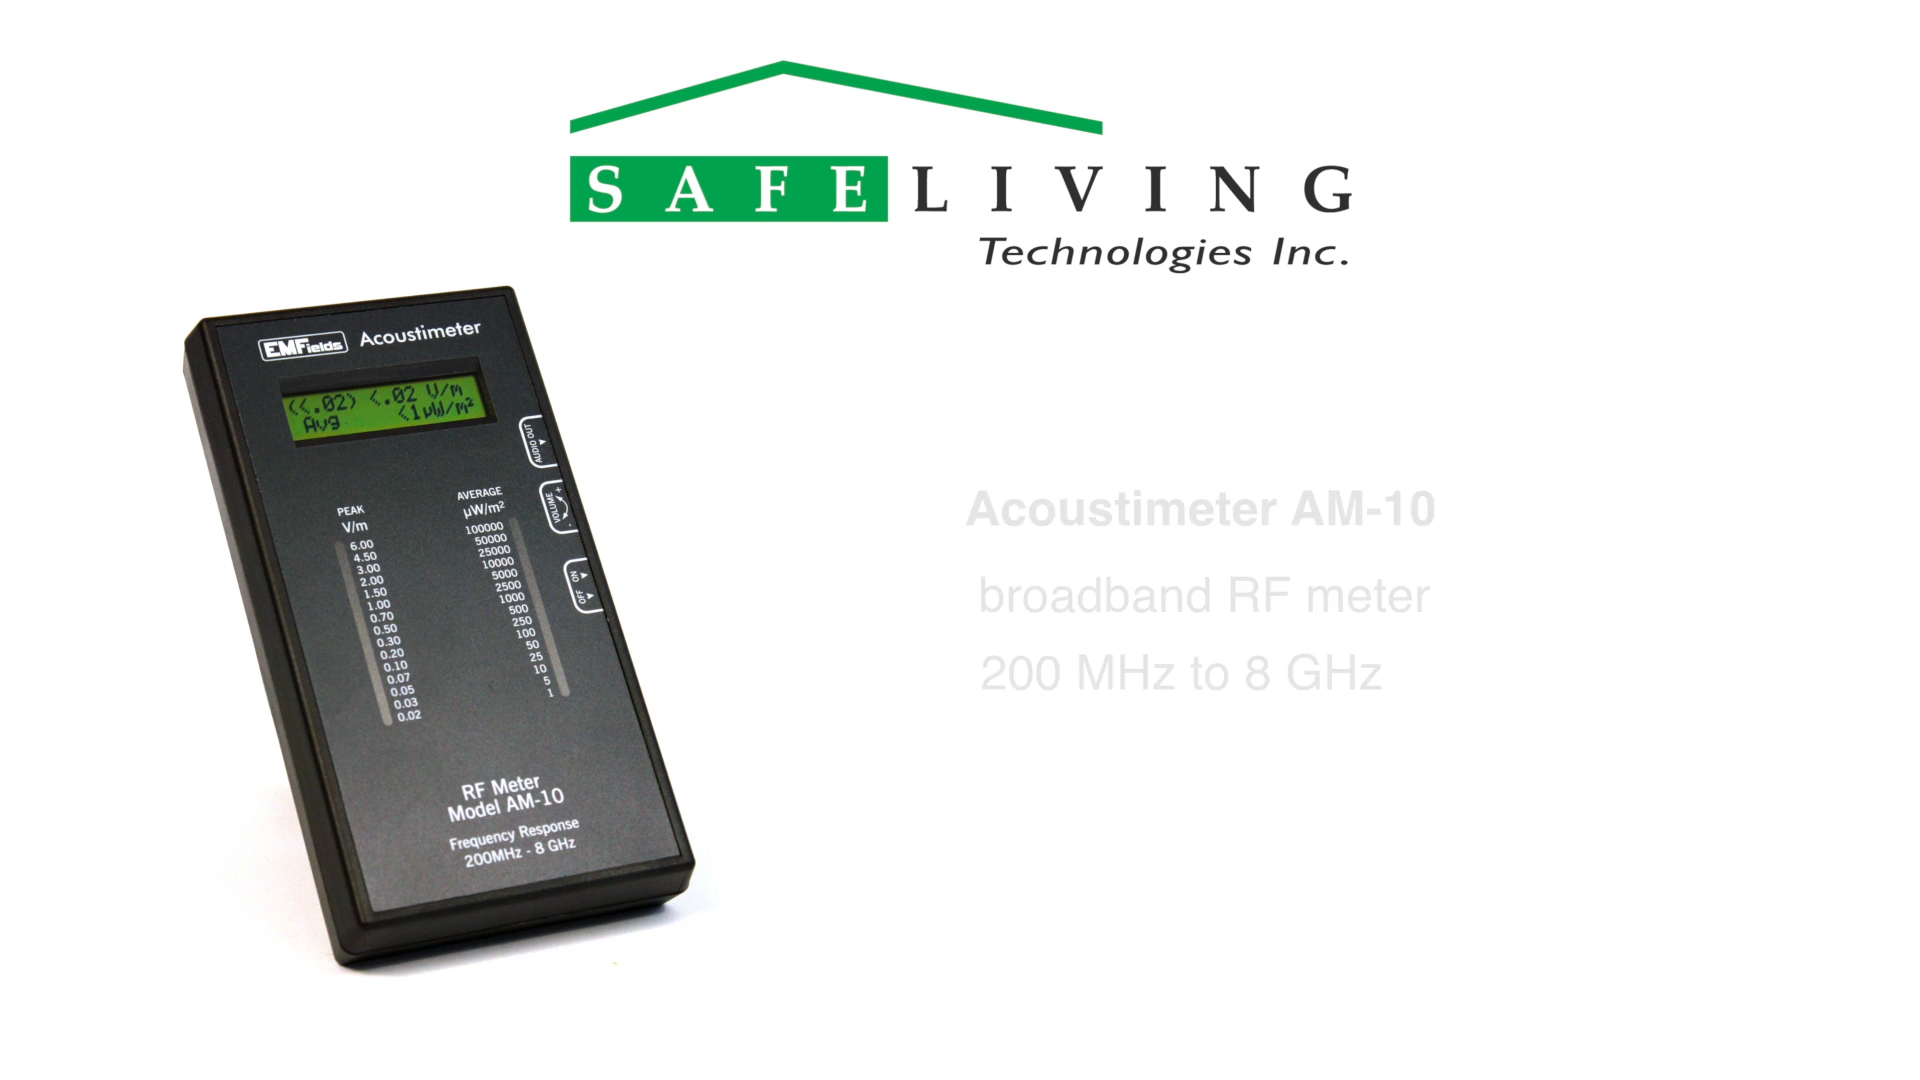 SAFELIVING
Technologies Inc.
EMFields Acoustimeter
(<.02) <.02 V/m
Avg <1µW/m²
AUDIO OUT
VOLUME + -
OFF ON
PEAK
V/m
6.00
4.50
3.00
2.00
1.50
1.00
0.70
0.50
0.30
0.20
0.10
0.07
0.05
0.03
0.02
AVERAGE
µW/m²
100000
50000
25000
10000
5000
2500
1000
500
250
100
50
25
10
5
1
RF Meter
Model AM-10
Frequency Response
200MHz - 8 GHz
Acoustimeter AM-10
broadband RF meter
200 MHz to 8 GHz